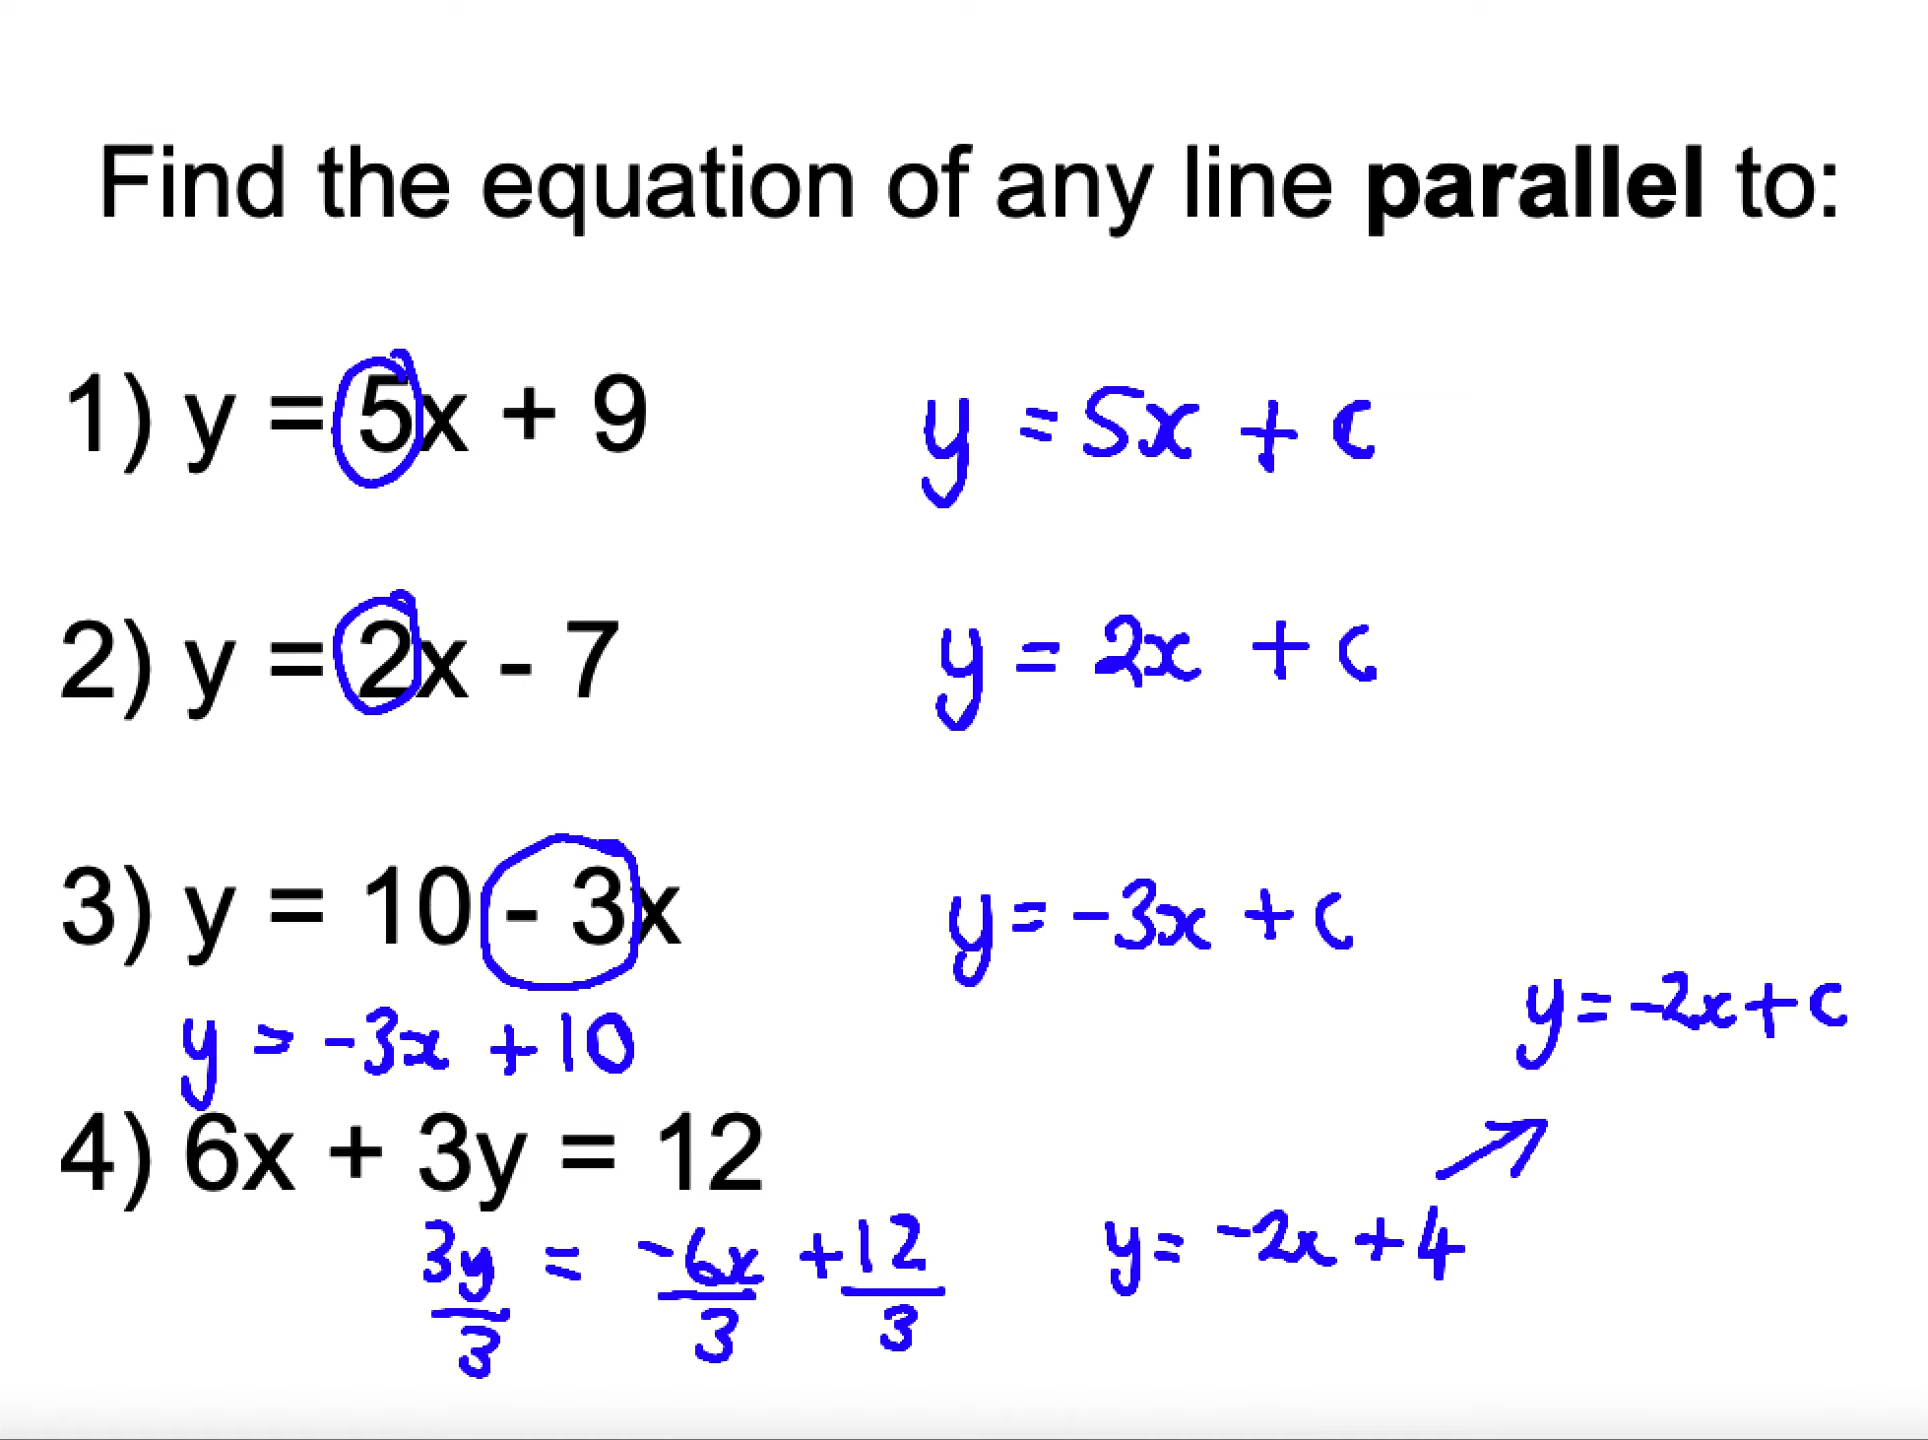 Find the equation of any line parallel to:
1) y = 5x + 9
y = 5x + c
2) y = 2x - 7
y = 2x + c
3) y = 10 - 3x
y = -3x + c
y = -3x + 10
y = -2x + c
4) 6x + 3y = 12
3y/3 = -6x/3 + 12/3
y = -2x + 4